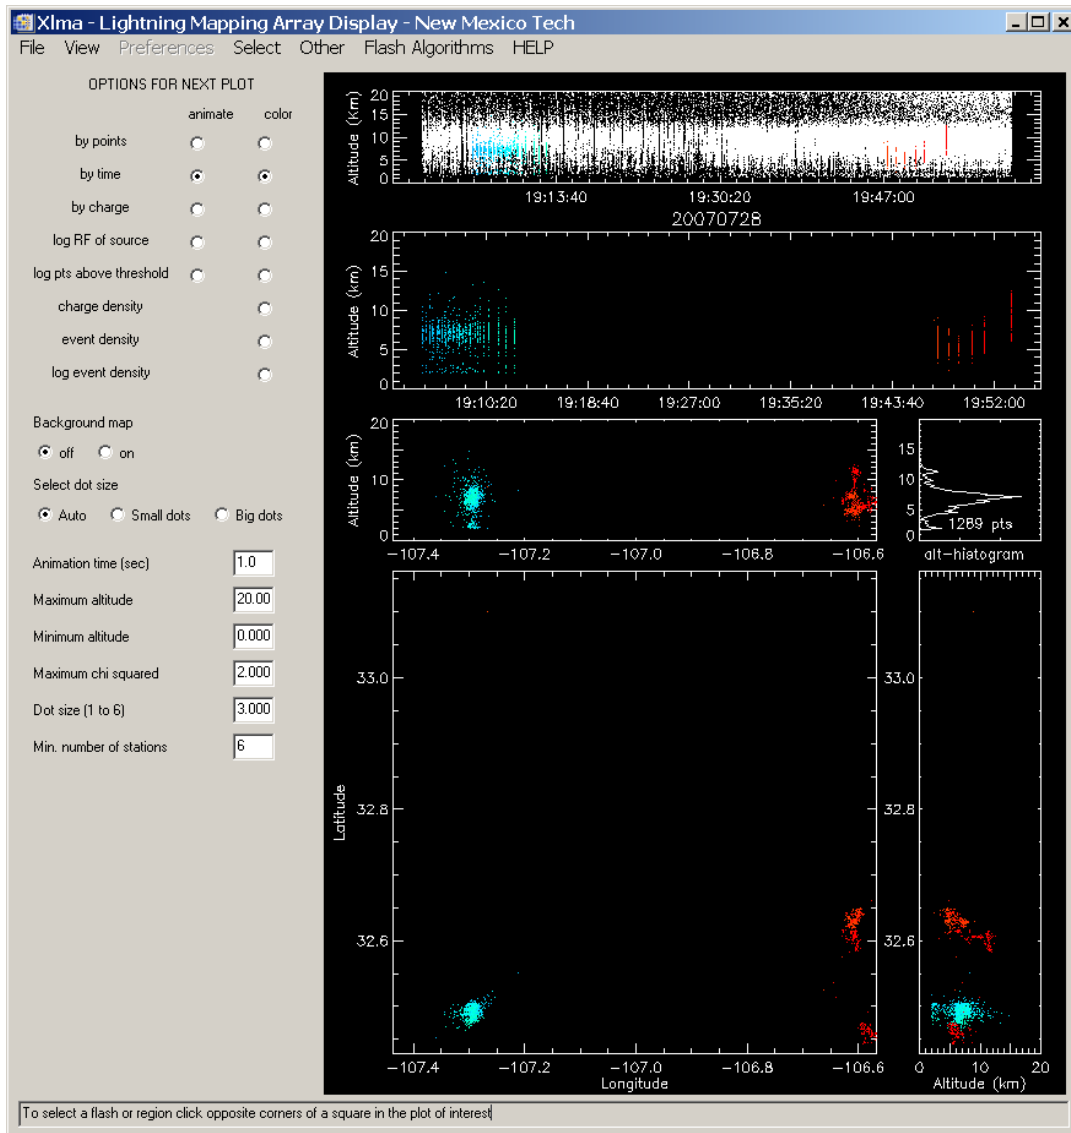 Xlma - Lightning Mapping Array Display - New Mexico Tech
File View Preferences Select Other Flash Algorithms HELP
OPTIONS FOR NEXT PLOT
animate color
by points
by time
by charge
log RF of source
log pts above threshold
charge density
event density
log event density
Background map
off on
Select dot size
Auto Small dots Big dots
Animation time (sec) 1.0
Maximum altitude 20.00
Minimum altitude 0.000
Maximum chi squared 2.000
Dot size (1 to 6) 3.000
Min. number of stations 6
Altitude (km)
20
15
10
5
0
19:13:40 19:30:20 19:47:00
20070728
Altitude (km)
20
15
10
5
0
19:10:20 19:18:40 19:27:00 19:35:20 19:43:40 19:52:00
Altitude (km)
20
10
0
-107.4 -107.2 -107.0 -106.8 -106.6
15
10
5
0
1289 pts
alt-histogram
Latitude
33.0
32.8
32.6
-107.4 -107.2 -107.0 -106.8 -106.6
Longitude
33.0
32.8
32.6
0 10 20
Altitude (km)
To select a flash or region click opposite corners of a square in the plot of interest